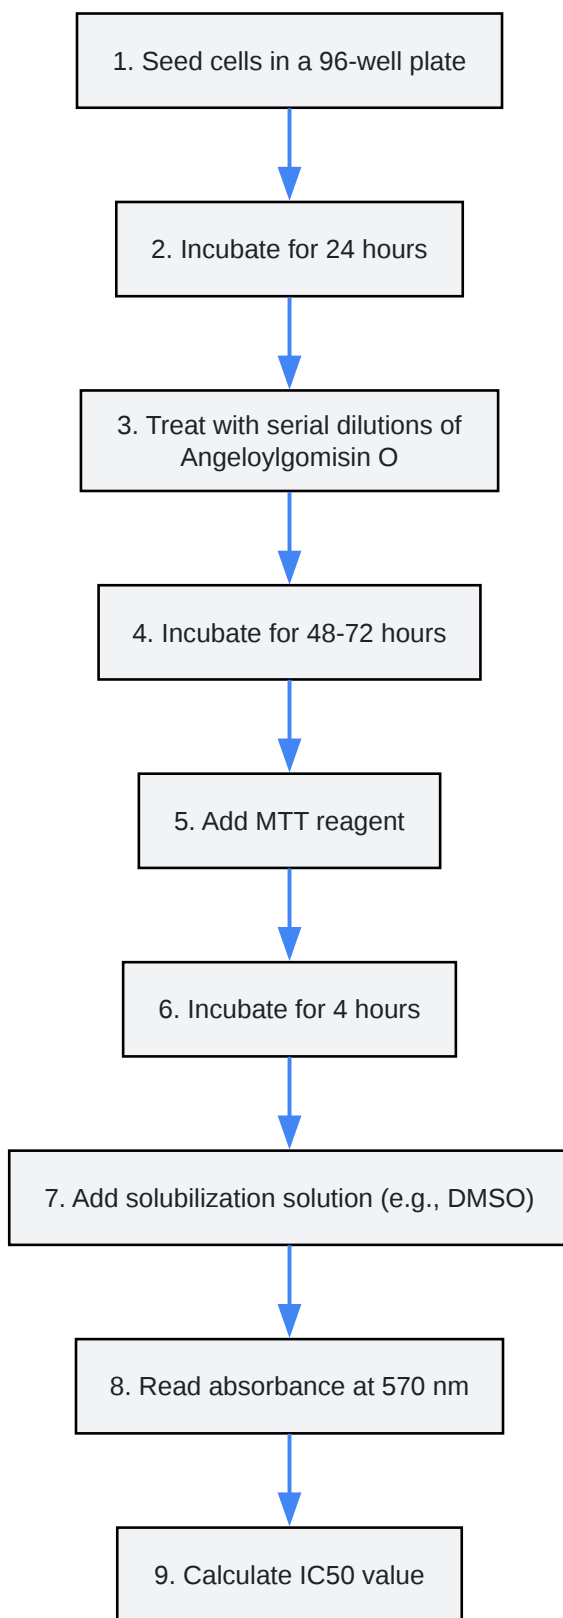 1. Seed cells in a 96-well plate
2. Incubate for 24 hours
3. Treat with serial dilutions of
Angeloylgomisin O
4. Incubate for 48-72 hours
5. Add MTT reagent
6. Incubate for 4 hours
7. Add solubilization solution (e.g., DMSO)
8. Read absorbance at 570 nm
9. Calculate IC50 value